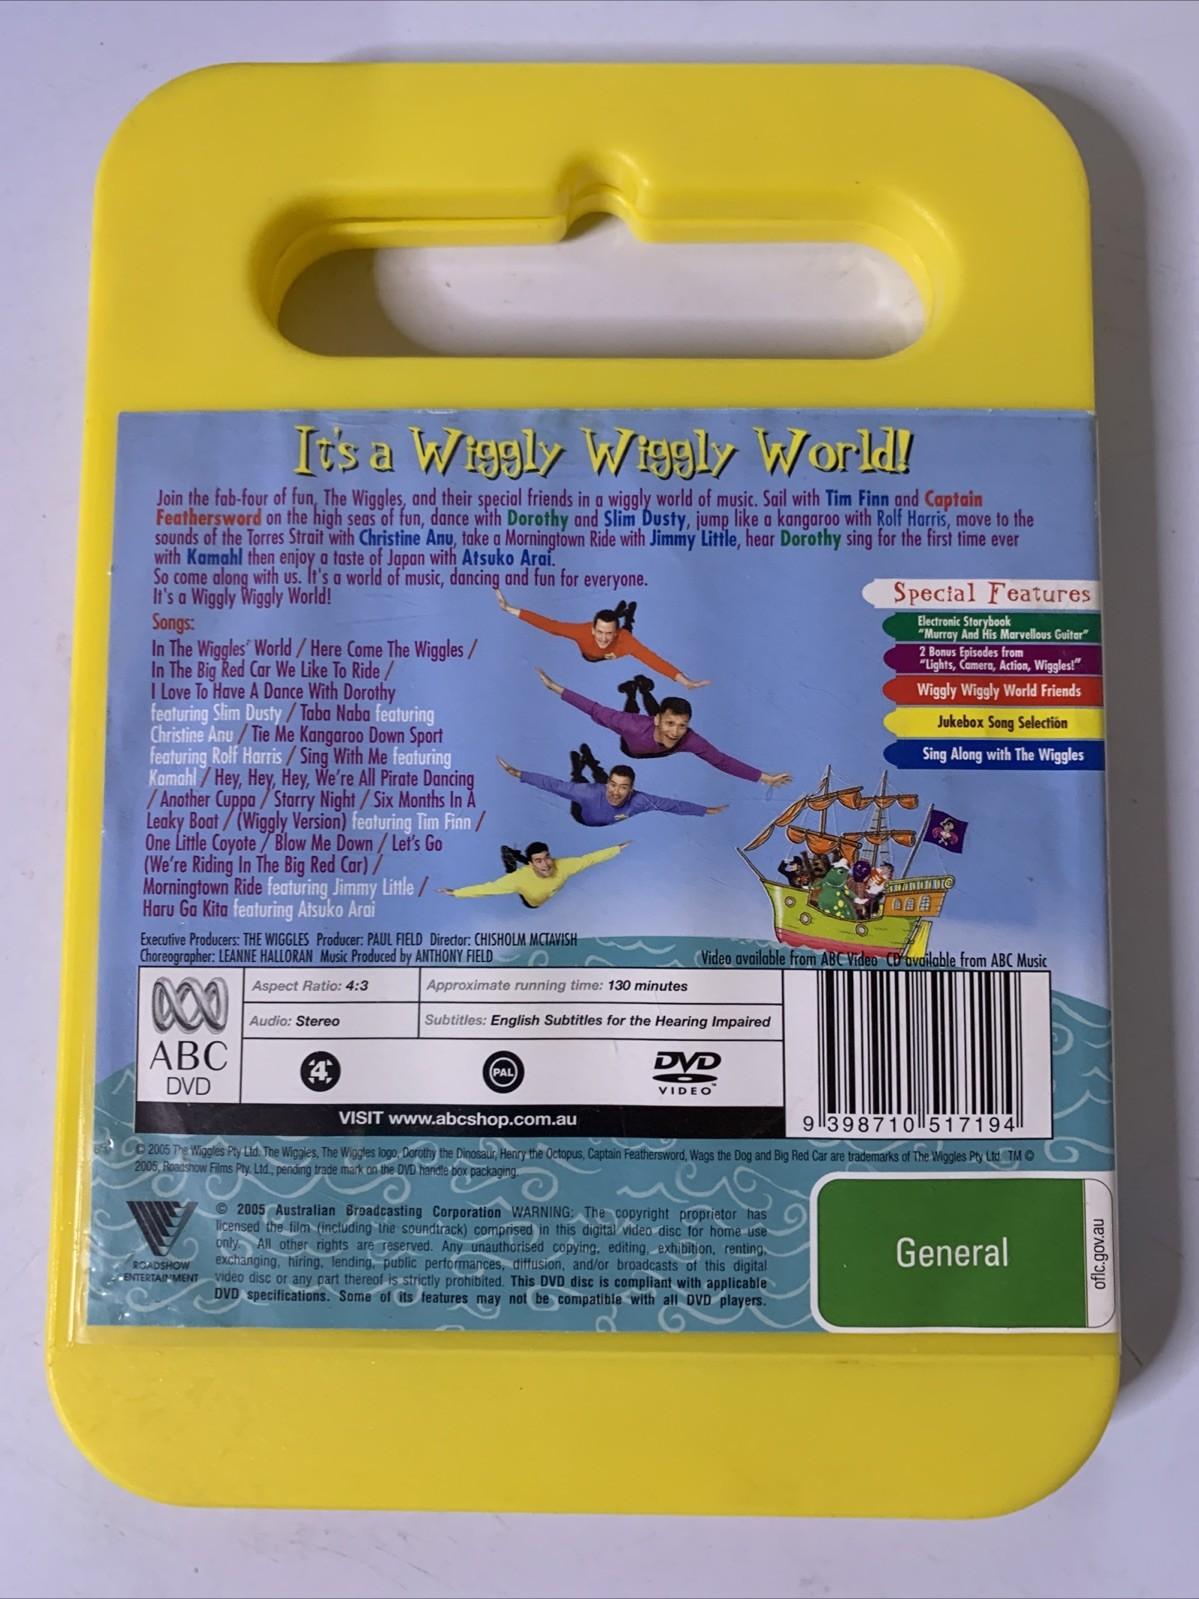 It's a Wiggly Wiggly World!
Join the fab-four of fun, The Wiggles, and their special friends in a wiggly world of music. Sail with Tim Finn and Captain
Feathersword on the high seas of fun, dance with Dorothy and Slim Dusty, jump like a kangaroo with Rolf Harris, move to the
sounds of the Torres Strait with Christine Anu, take a Morningtown Ride with Jimmy Little, hear Dorothy sing for the first time ever
with Kamahl then enjoy a taste of Japan with Atsuko Arai.
So come along with us. It's a world of music, dancing and fun for everyone.
It's a Wiggly Wiggly World!
Songs:
In The Wiggles' World / Here Come The Wiggles /
In The Big Red Car We Like To Ride /
I Love To Have A Dance With Dorothy
featuring Slim Dusty / Taba Naba featuring
Christine Anu / Tie Me Kangaroo Down Sport
featuring Rolf Harris / Sing With Me featuring
Kamahl / Hey, Hey, Hey, We're All Pirate Dancing
/ Another Cuppa / Starry Night / Six Months In A
Leaky Boat / (Wiggly Version) featuring Tim Finn /
One Little Coyote / Blow Me Down / Let's Go
(We're Riding In The Big Red Car) /
Morningtown Ride featuring Jimmy Little /
Haru Ga Kita featuring Atsuko Arai
Special Features
Electronic Storybook
"Murray And His Marvellous Guitar"
2 Bonus Episodes from
"Lights, Camera, Action, Wiggles!"
Wiggly Wiggly World Friends
Jukebox Song Selection
Sing Along with The Wiggles
Executive Producers: THE WIGGLES Producer: PAUL FIELD Director: CHISHOLM MCTAVISH
Choreographer: LEANNE HALLORAN Music Produced by ANTHONY FIELD
Video available from ABC Video CD available from ABC Music
ABC
DVD
Aspect Ratio: 4:3
Approximate running time: 130 minutes
Audio: Stereo
Subtitles: English Subtitles for the Hearing Impaired
4
PAL
DVD
VIDEO™
VISIT www.abcshop.com.au
9 398710 517194
© 2005 The Wiggles Pty Ltd. The Wiggles, The Wiggles logo, Dorothy the Dinosaur, Henry the Octopus, Captain Feathersword, Wags the Dog and Big Red Car are trademarks of The Wiggles Pty Ltd. TM ©
2005, Roadshow Films Pty. Ltd., pending trade mark on the DVD handle box packaging.
ROADSHOW
ENTERTAINMENT
© 2005 Australian Broadcasting Corporation WARNING: The copyright proprietor has
licensed the film (including the soundtrack) comprised in this digital video disc for home use
only. All other rights are reserved. Any unauthorised copying, editing, exhibition, renting,
exchanging, hiring, lending, public performances, diffusion, and/or broadcasts of this digital
video disc or any part thereof is strictly prohibited. This DVD disc is compliant with applicable
DVD specifications. Some of its features may not be compatible with all DVD players.
General
oflc.gov.au